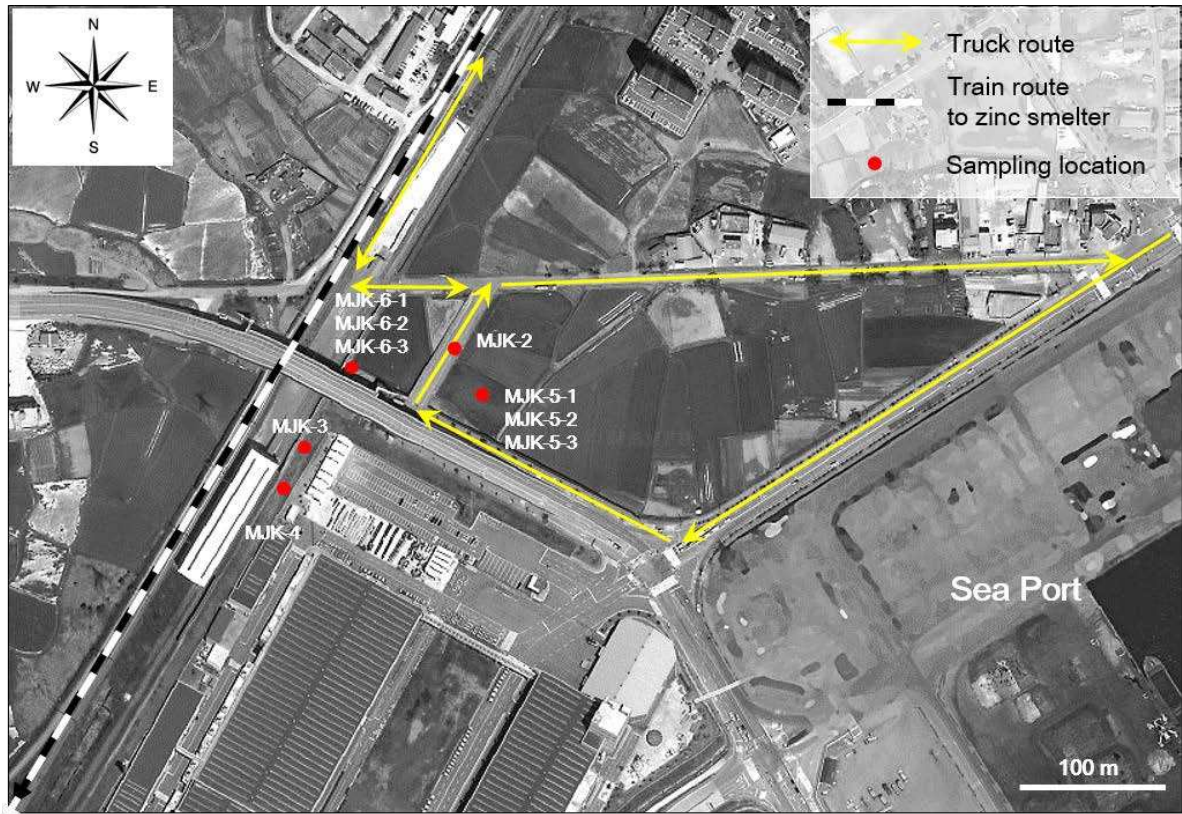 N
W E
S
Truck route
Train route
to zinc smelter
Sampling location
MJK-6-1
MJK-6-2
MJK-6-3
MJK-2
MJK-5-1
MJK-5-2
MJK-5-3
MJK-3
MJK-4
Sea Port
100 m